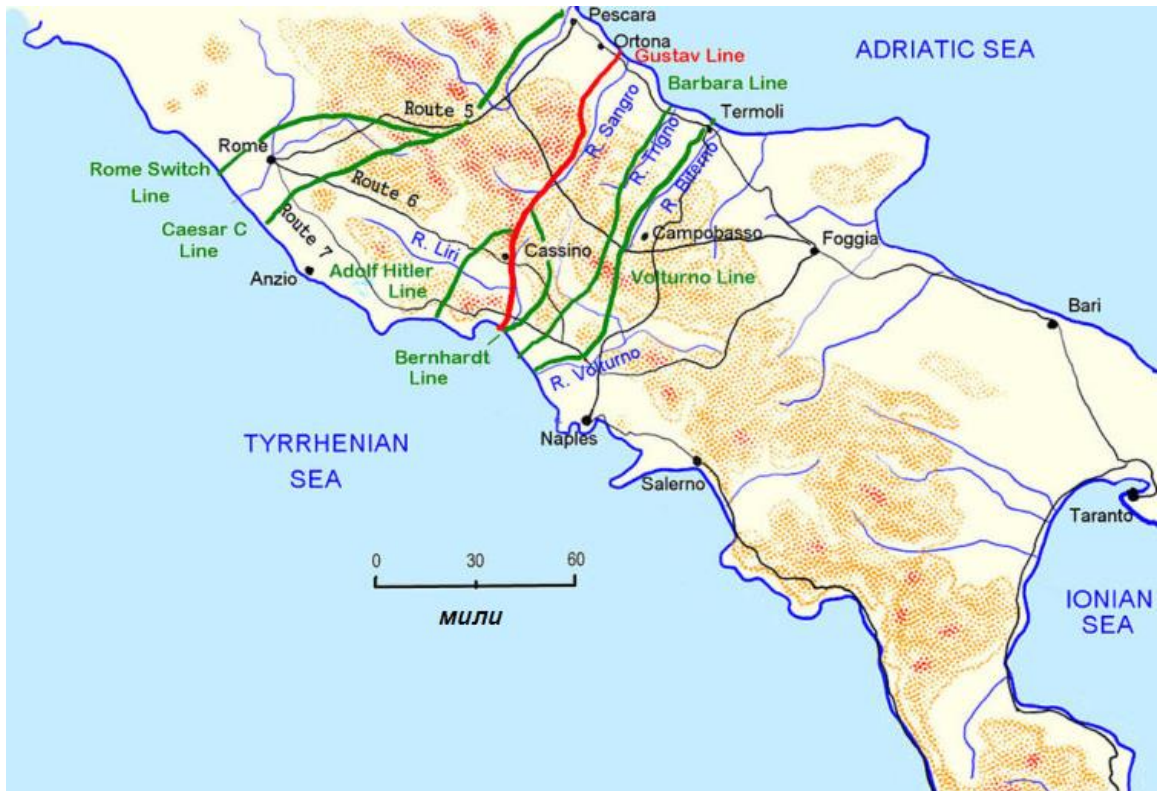 Pescara
Ortona
ADRIATIC SEA
Gustav Line
Barbara Line
Termoli
Route 5
R. Sangro
R. Trigno
R. Biferno
Rome
Rome Switch
Line
Route 6
Caesar C
Line
Route 7
R. Liri
Cassino
Campobasso
Foggia
Anzio
Adolf Hitler
Line
Volturno Line
Bari
Bernhardt
Line
R. Volturno
TYRRHENIAN
SEA
Naples
Salerno
Taranto
0 30 60
мили
IONIAN
SEA